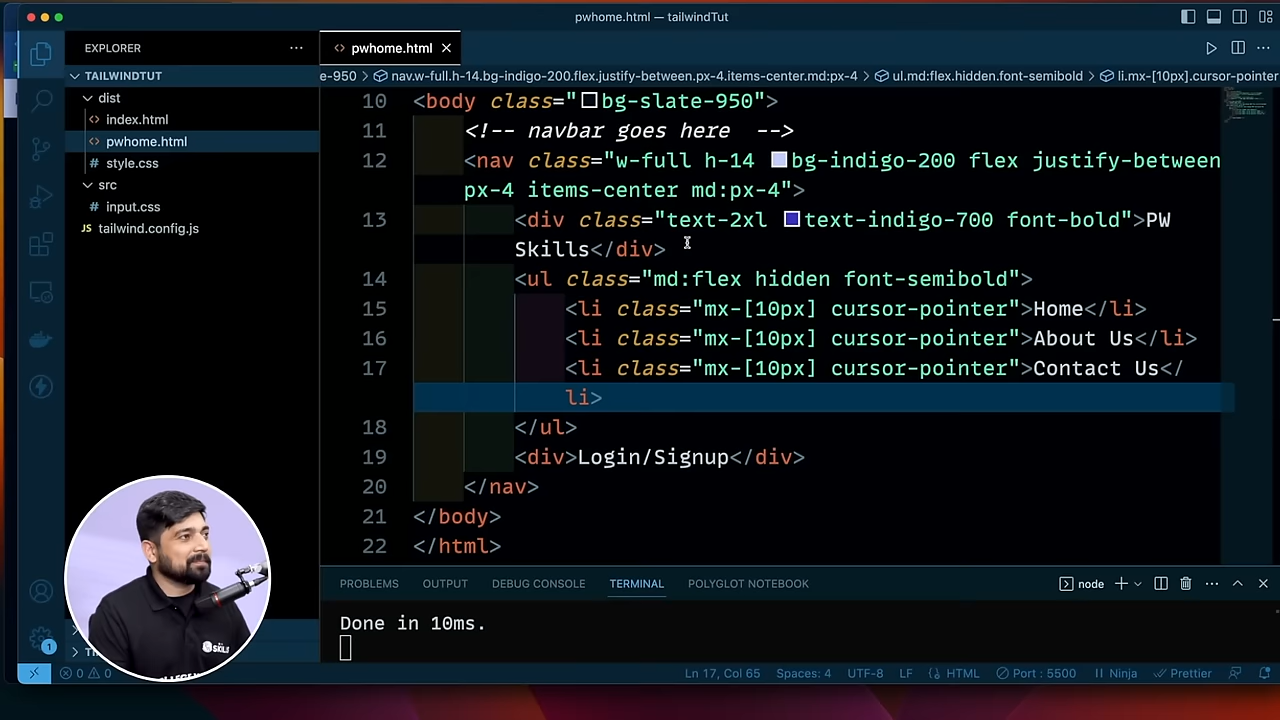 pwhome.html — tailwindTut
EXPLORER
pwhome.html
TAILWINDTUT
e-950 > nav.w-full.h-14.bg-indigo-200.flex.justify-between.px-4.items-center.md:px-4 > ul.md:flex.hidden.font-semibold > li.mx-[10px].cursor-pointer
dist
index.html
pwhome.html
style.css
src
input.css
JS tailwind.config.js
10 <body class="bg-slate-950">
11 <!-- navbar goes here -->
12 <nav class="w-full h-14 bg-indigo-200 flex justify-between
px-4 items-center md:px-4">
13 <div class="text-2xl text-indigo-700 font-bold">PW
Skills</div>
14 <ul class="md:flex hidden font-semibold">
15 <li class="mx-[10px] cursor-pointer">Home</li>
16 <li class="mx-[10px] cursor-pointer">About Us</li>
17 <li class="mx-[10px] cursor-pointer">Contact Us</
li>
18 </ul>
19 <div>Login/Signup</div>
20 </nav>
21 </body>
22 </html>
PROBLEMS OUTPUT DEBUG CONSOLE TERMINAL POLYGLOT NOTEBOOK
node
Done in 10ms.
1
0 0
Ln 17, Col 65 Spaces: 4 UTF-8 LF HTML Port : 5500 Ninja Prettier